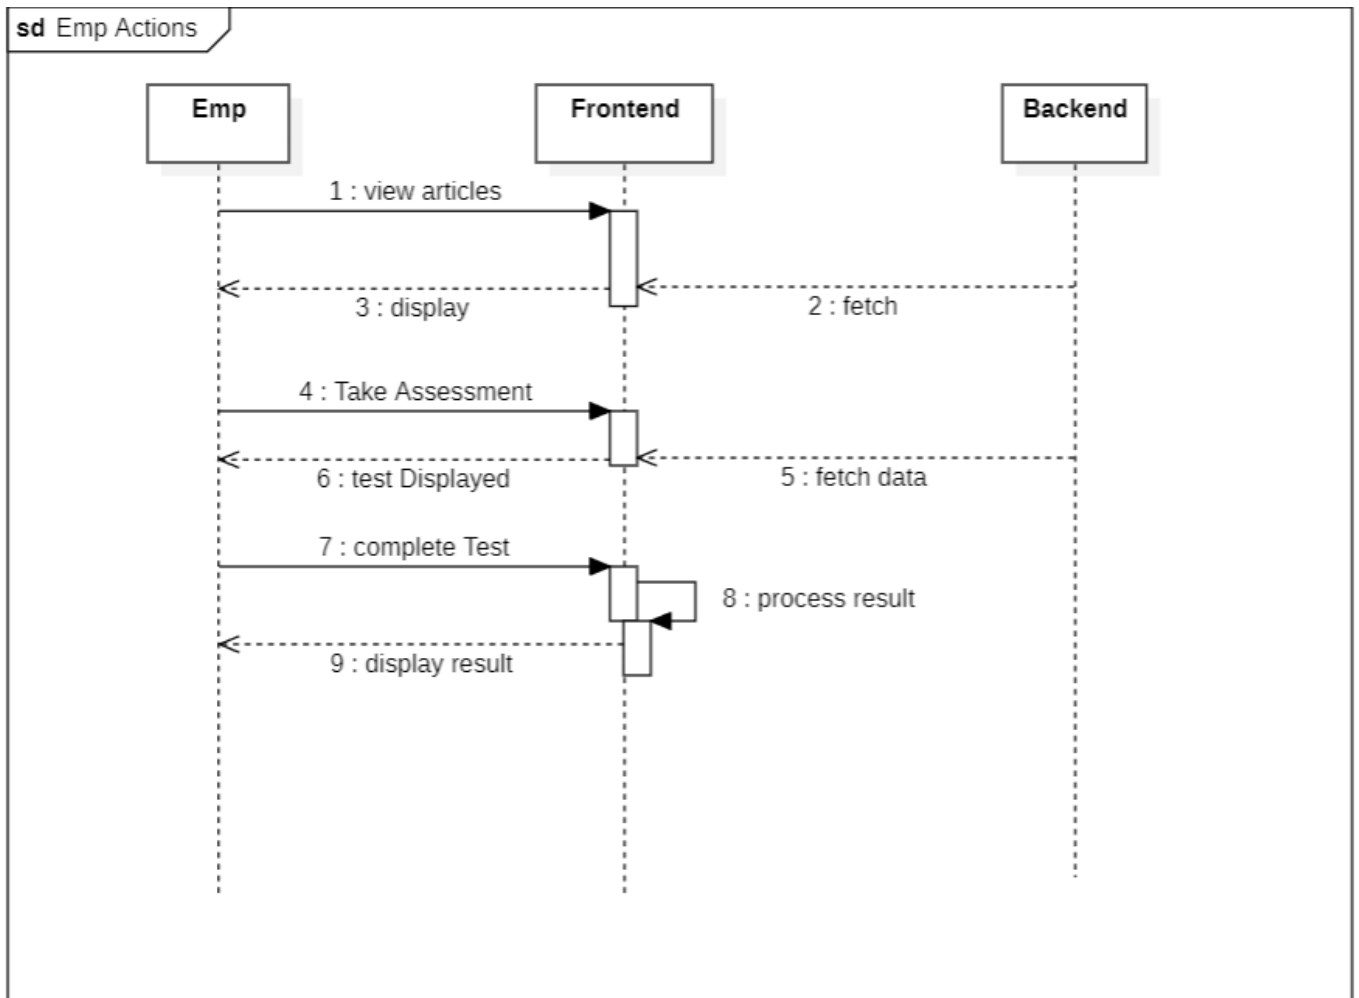 sd Emp Actions
Emp
Frontend
Backend
1 : view articles
2 : fetch
3 : display
4 : Take Assessment
5 : fetch data
6 : test Displayed
7 : complete Test
8 : process result
9 : display result